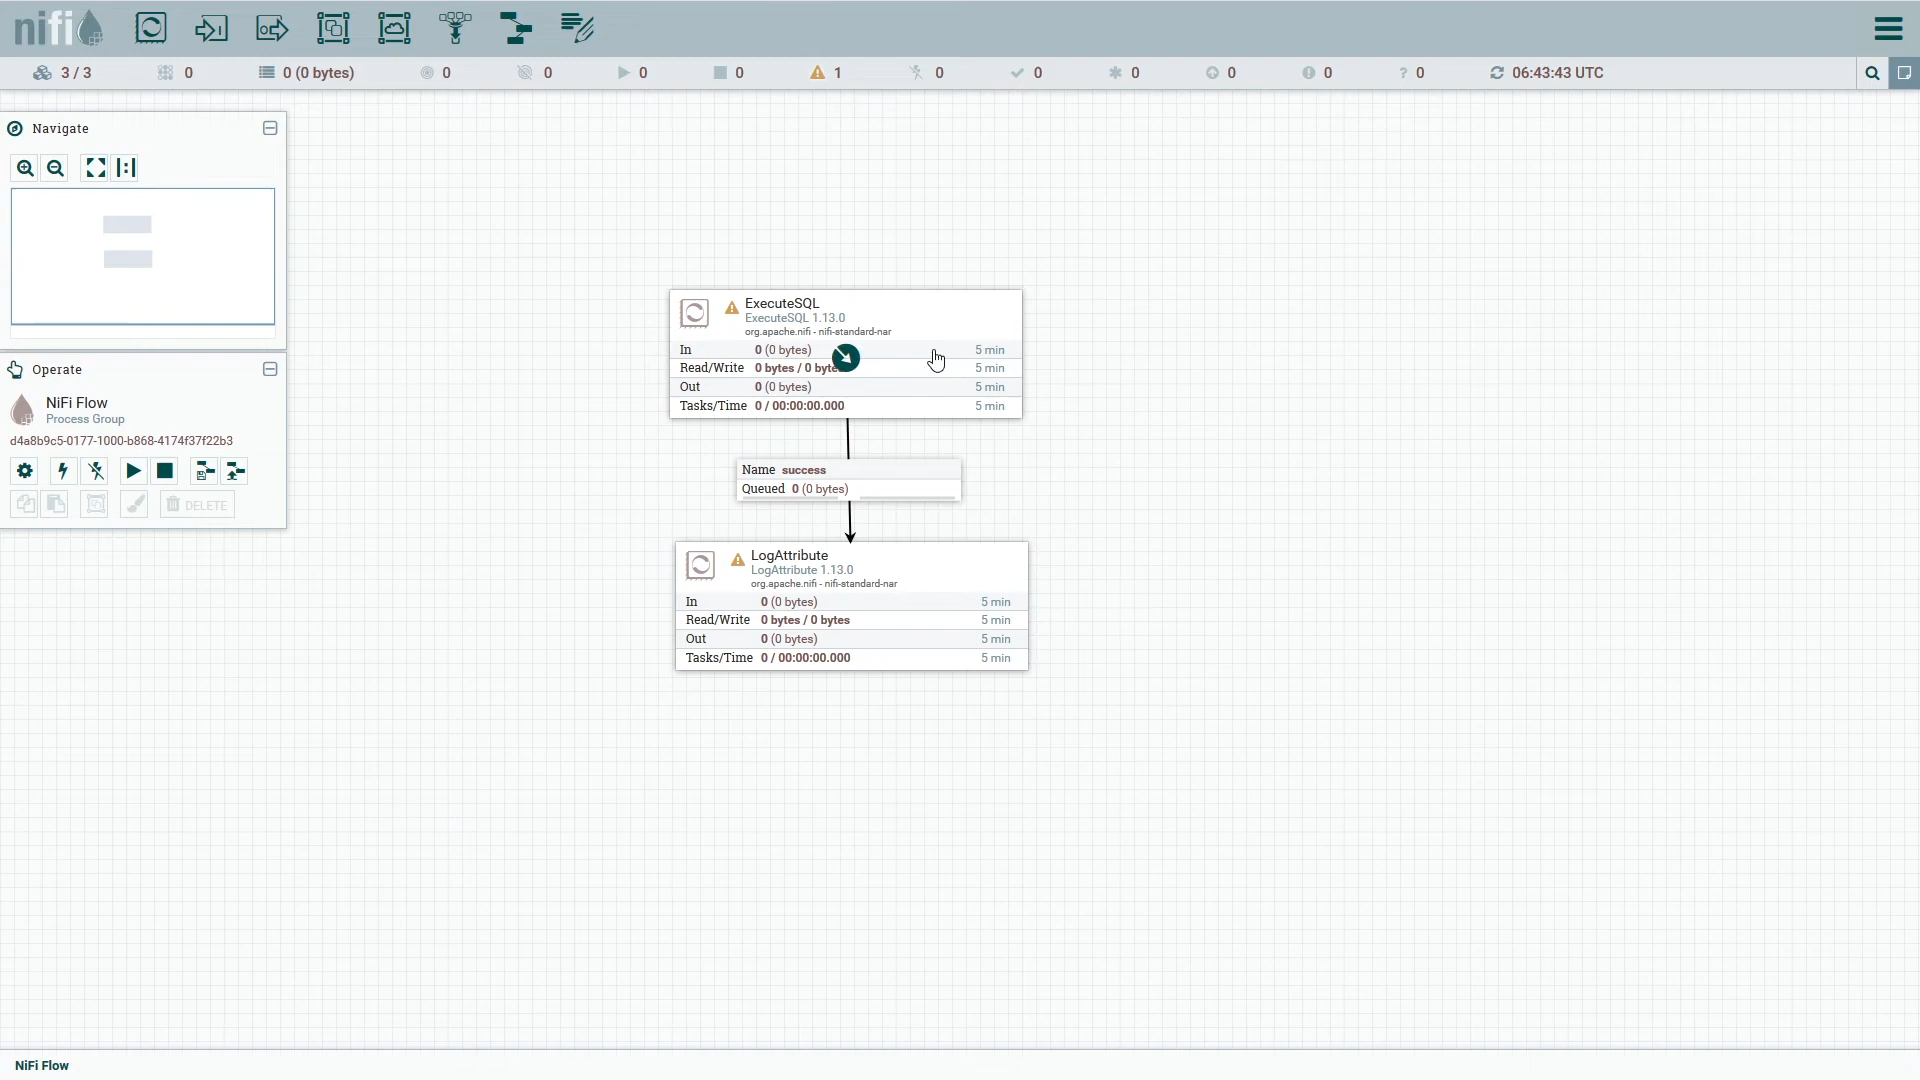 nifi
3 / 3 0 0 (0 bytes) 0 0 0 0 1 0 0 0 0 0 ? 0 06:43:43 UTC
Navigate
Operate
NiFi Flow
Process Group
d4a8b9c5-0177-1000-b868-4174f37f22b3
DELETE
ExecuteSQL
ExecuteSQL 1.13.0
org.apache.nifi - nifi-standard-nar
In 0 (0 bytes) 5 min
Read/Write 0 bytes / 0 byte 5 min
Out 0 (0 bytes) 5 min
Tasks/Time 0 / 00:00:00.000 5 min
Name success
Queued 0 (0 bytes)
LogAttribute
LogAttribute 1.13.0
org.apache.nifi - nifi-standard-nar
In 0 (0 bytes) 5 min
Read/Write 0 bytes / 0 bytes 5 min
Out 0 (0 bytes) 5 min
Tasks/Time 0 / 00:00:00.000 5 min
NiFi Flow